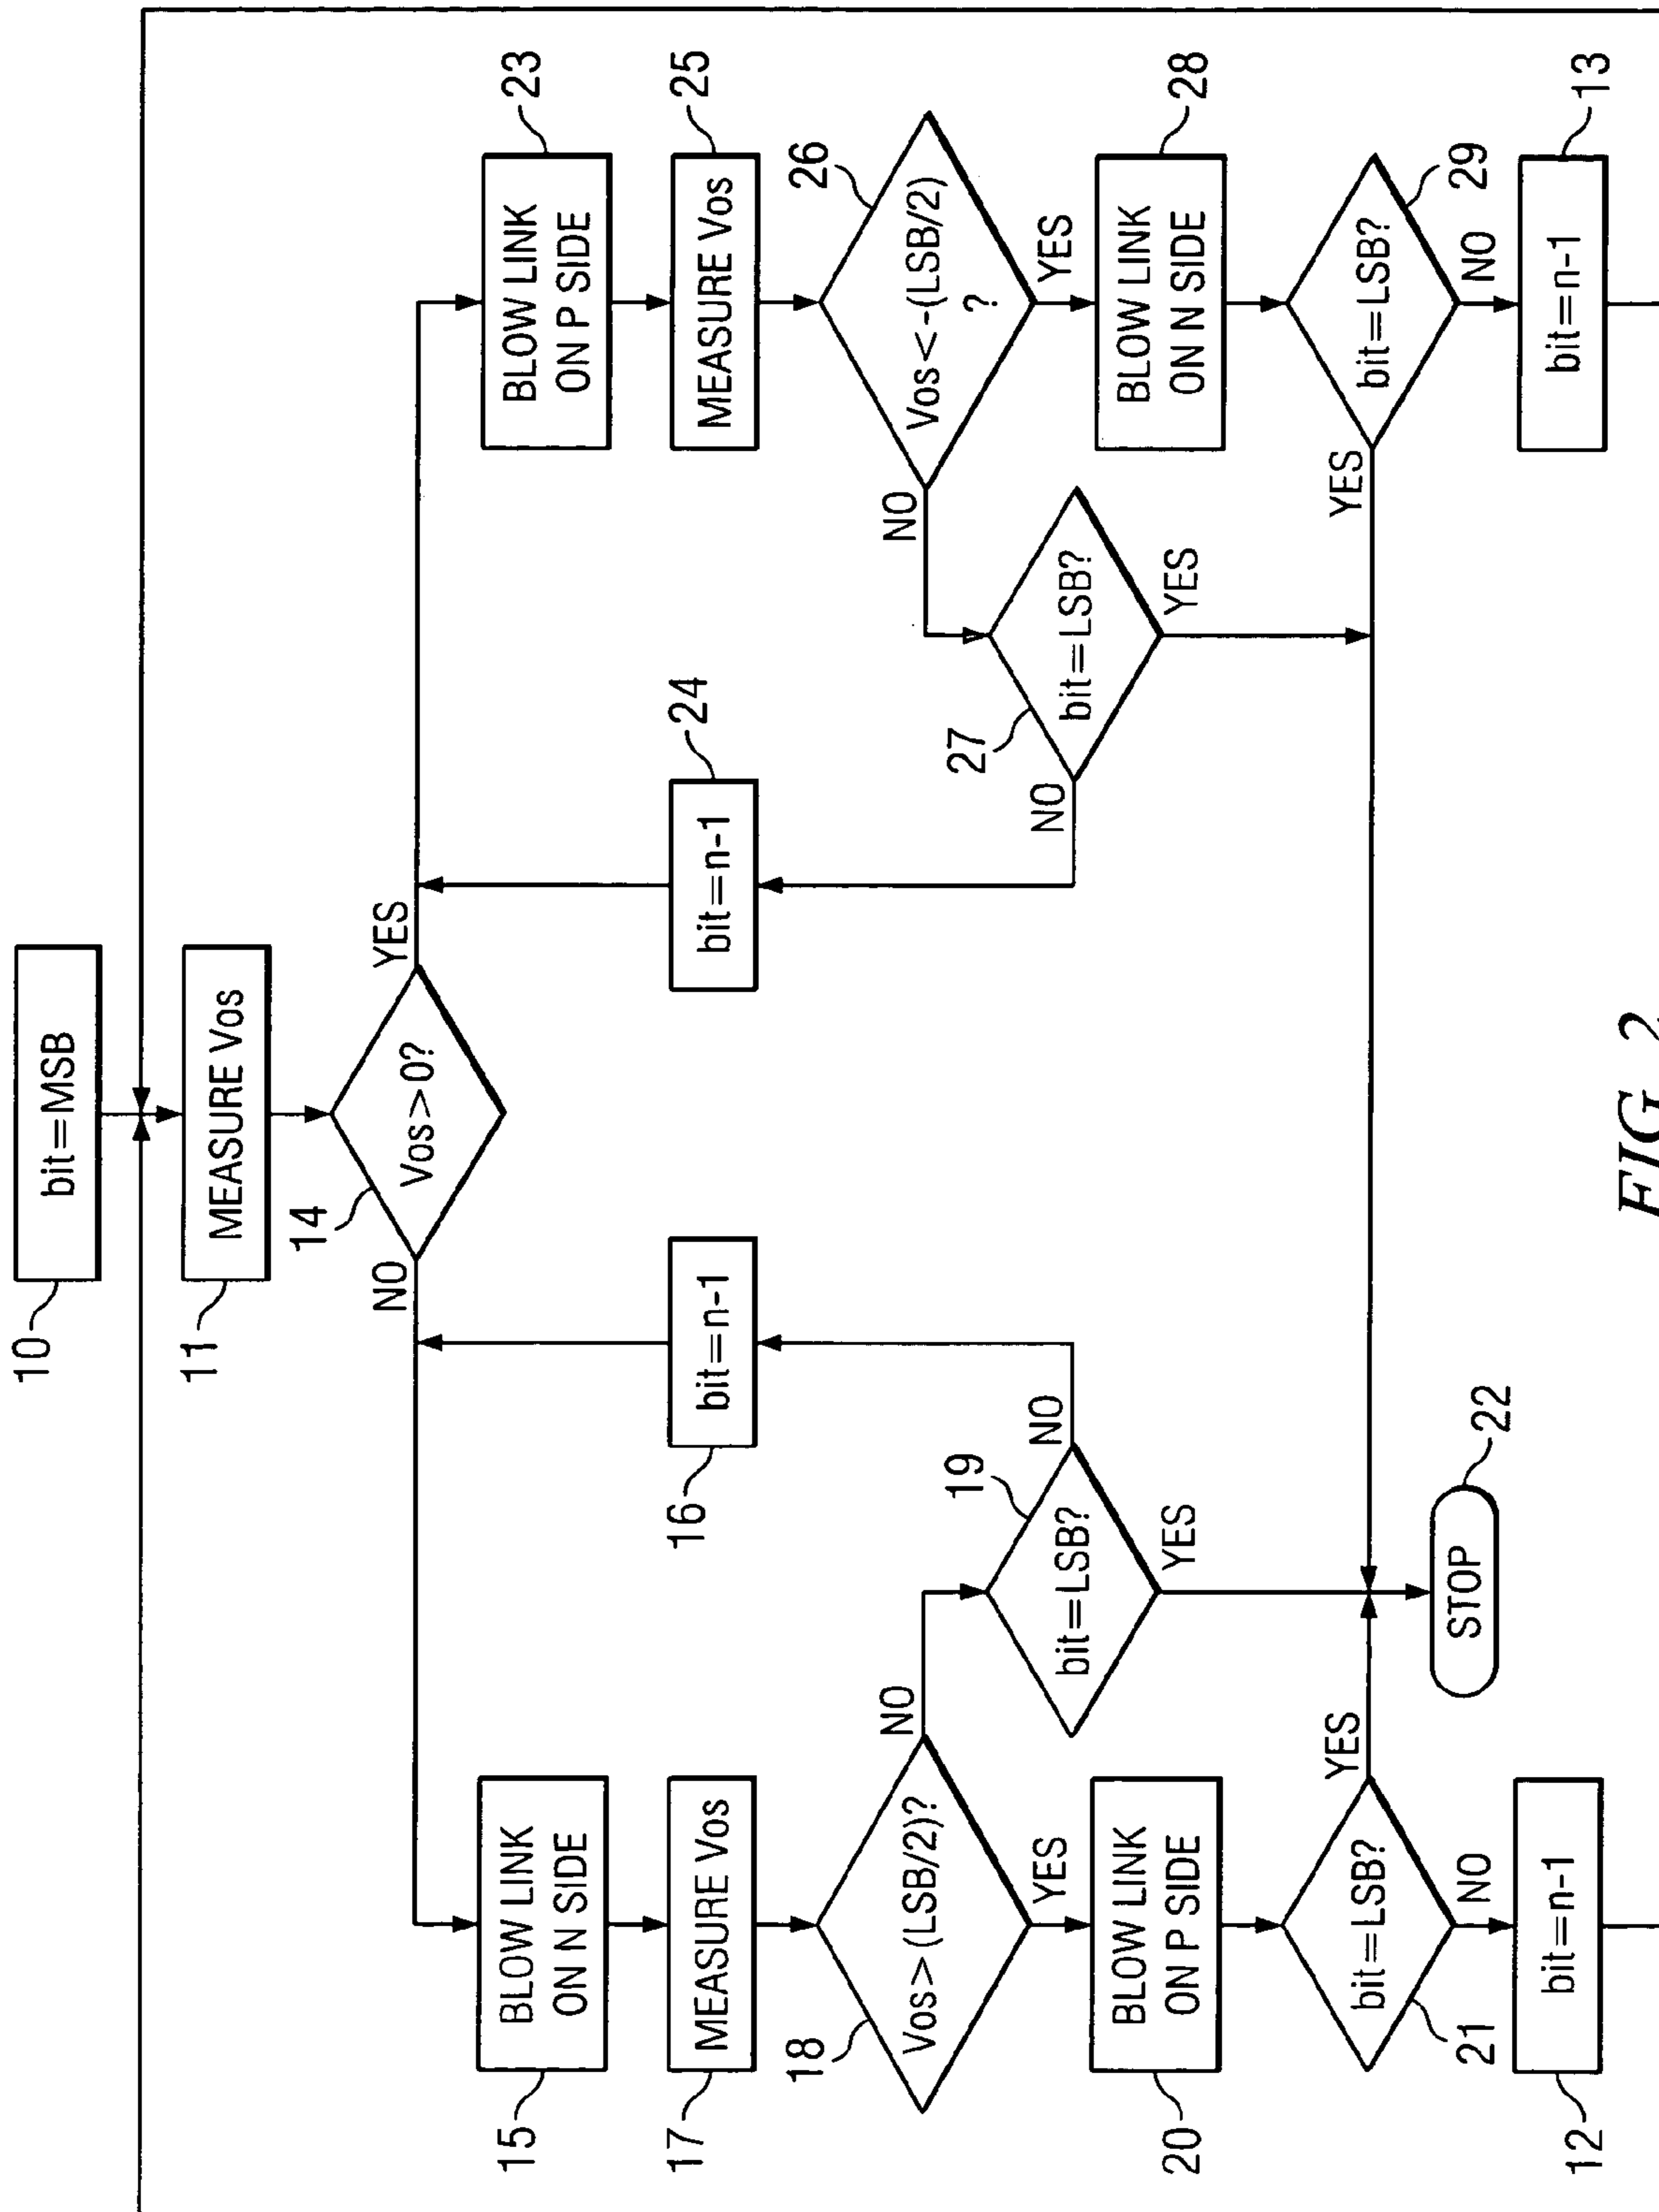 10
bit=MSB
11
MEASURE Vos
14
Vos>0?
NO
YES
15
BLOW LINK
ON N SIDE
16
bit=n-1
24
bit=n-1
BLOW LINK
ON P SIDE
23
17
MEASURE Vos
MEASURE Vos
25
18
Vos>(LSB/2)?
NO
YES
19
bit=LSB?
NO
YES
27
bit=LSB?
NO
YES
26
Vos<-(LSB/2)
?
NO
YES
20
BLOW LINK
ON P SIDE
BLOW LINK
ON N SIDE
28
21
bit=LSB?
YES
NO
STOP
22
bit=LSB?
29
YES
NO
12
bit=n-1
bit=n-1
13
FIG. 2